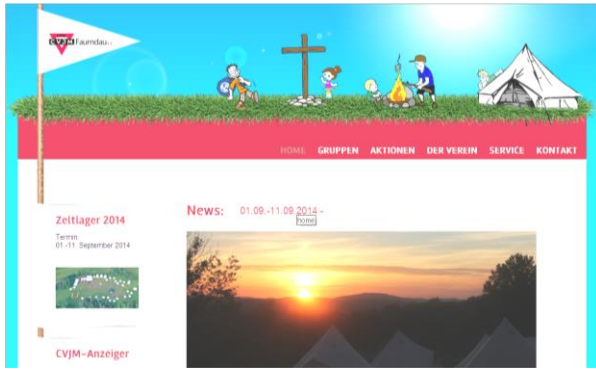 CVJM Faurndau e.V.
HOME GRUPPEN AKTIONEN DER VEREIN SERVICE KONTAKT
News: 01.09.-11.09.2014 -
home
Zeltlager 2014
Termin:
01.-11. September 2014
CVJM-Anzeiger